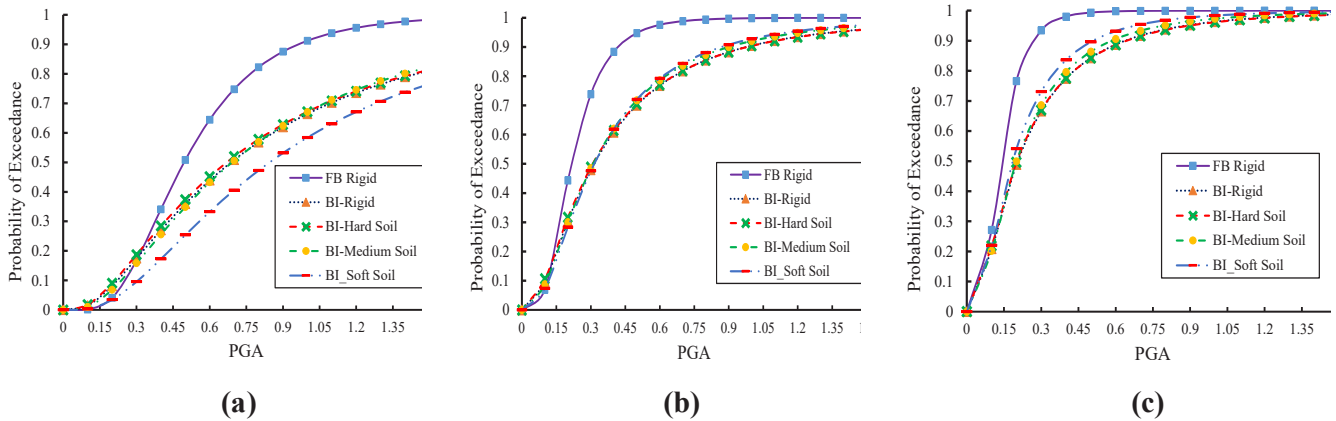 Probability of Exceedance
1
0.9
0.8
0.7
0.6
0.5
0.4
0.3
0.2
0.1
0
0 0.15 0.3 0.45 0.6 0.75 0.9 1.05 1.2 1.35
PGA
FB Rigid
BI-Rigid
BI-Hard Soil
BI-Medium Soil
BI_Soft Soil
(a)
Probability of Exceedance
1
0.9
0.8
0.7
0.6
0.5
0.4
0.3
0.2
0.1
0
0 0.15 0.3 0.45 0.6 0.75 0.9 1.05 1.2 1.35
PGA
FB Rigid
BI-Rigid
BI-Hard Soil
BI-Medium Soil
BI_Soft Soil
(b)
Probability of Exceedance
1
0.9
0.8
0.7
0.6
0.5
0.4
0.3
0.2
0.1
0
0 0.15 0.3 0.45 0.6 0.75 0.9 1.05 1.2 1.35
PGA
FB Rigid
BI-Rigid
BI-Hard Soil
BI-Medium Soil
BI_Soft Soil
(c)